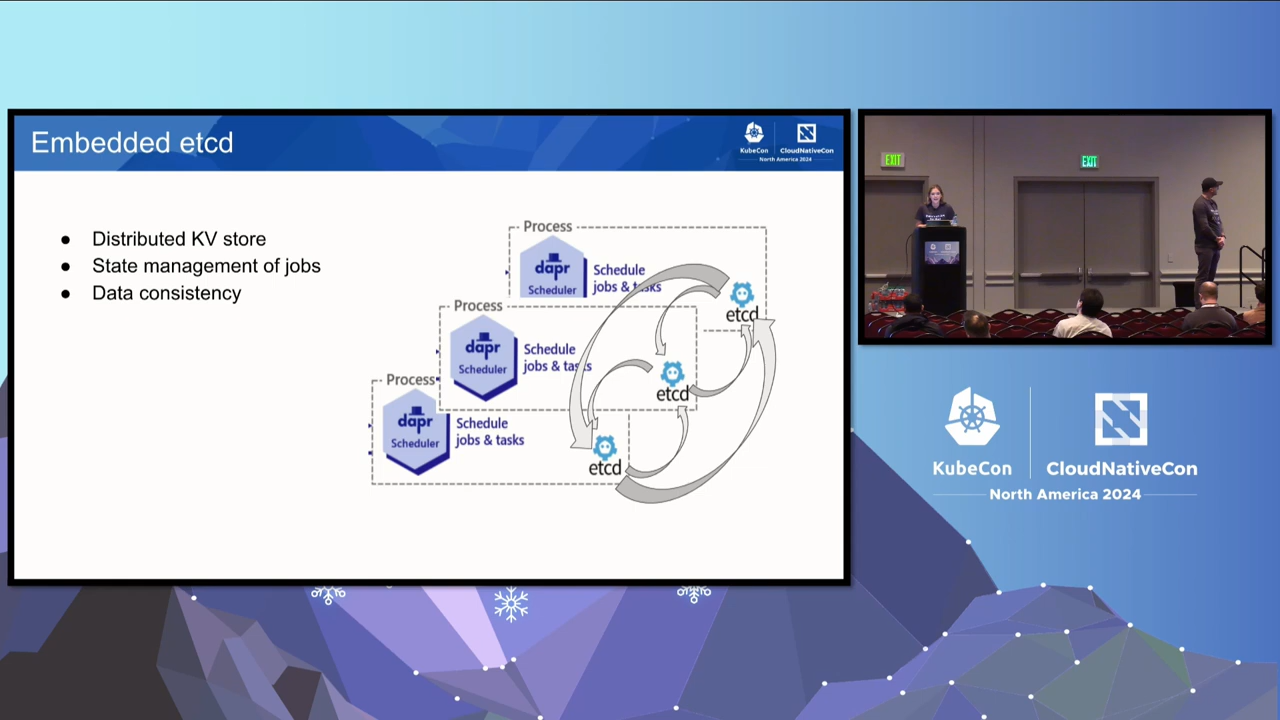 Embedded etcd
KubeCon
CloudNativeCon
North America 2024
● Distributed KV store
● State management of jobs
● Data consistency
Process
dapr
Scheduler
Schedule
jobs & tasks
etcd
Process
dapr
Scheduler
Schedule
jobs & tasks
etcd
Process
dapr
Scheduler
Schedule
jobs & tasks
etcd
EXIT
EXIT
KubeCon
CloudNativeCon
North America 2024